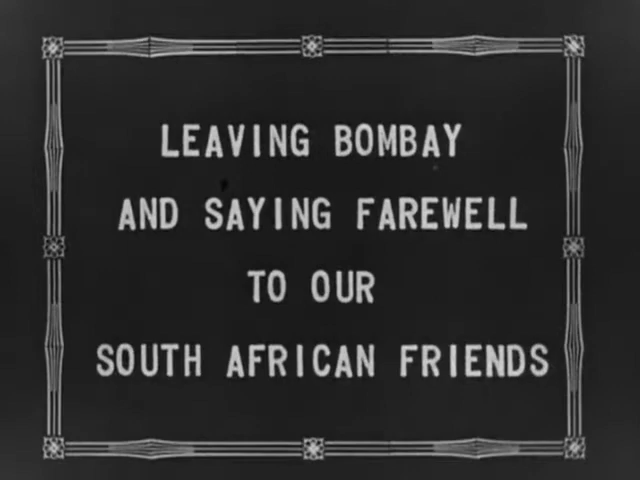 LEAVING BOMBAY
AND SAYING FAREWELL
TO OUR
SOUTH AFRICAN FRIENDS